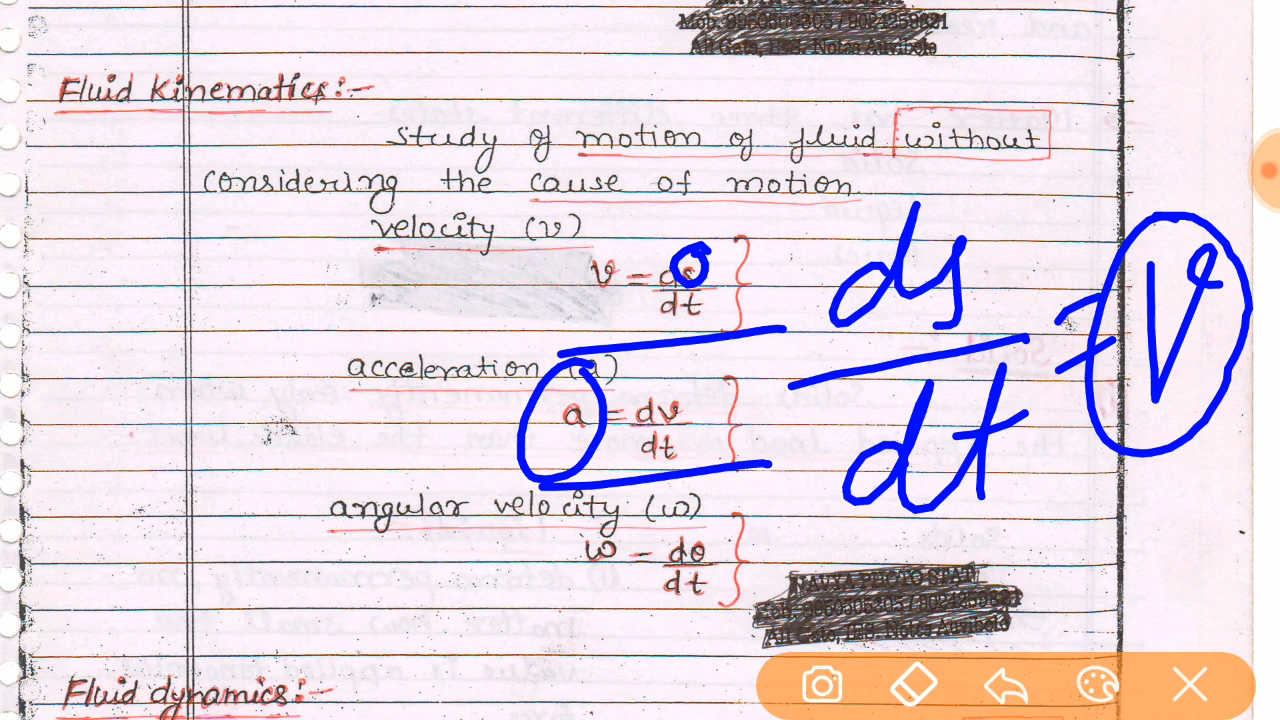 Fluid Kinematics:-
study of motion of fluid without
considering the cause of motion
velocity (v)
v = ds/dt
ds/dt = V
acceleration (a)
a = dv/dt
angular velocity (ω)
ω = dθ/dt
Fluid dynamics:-